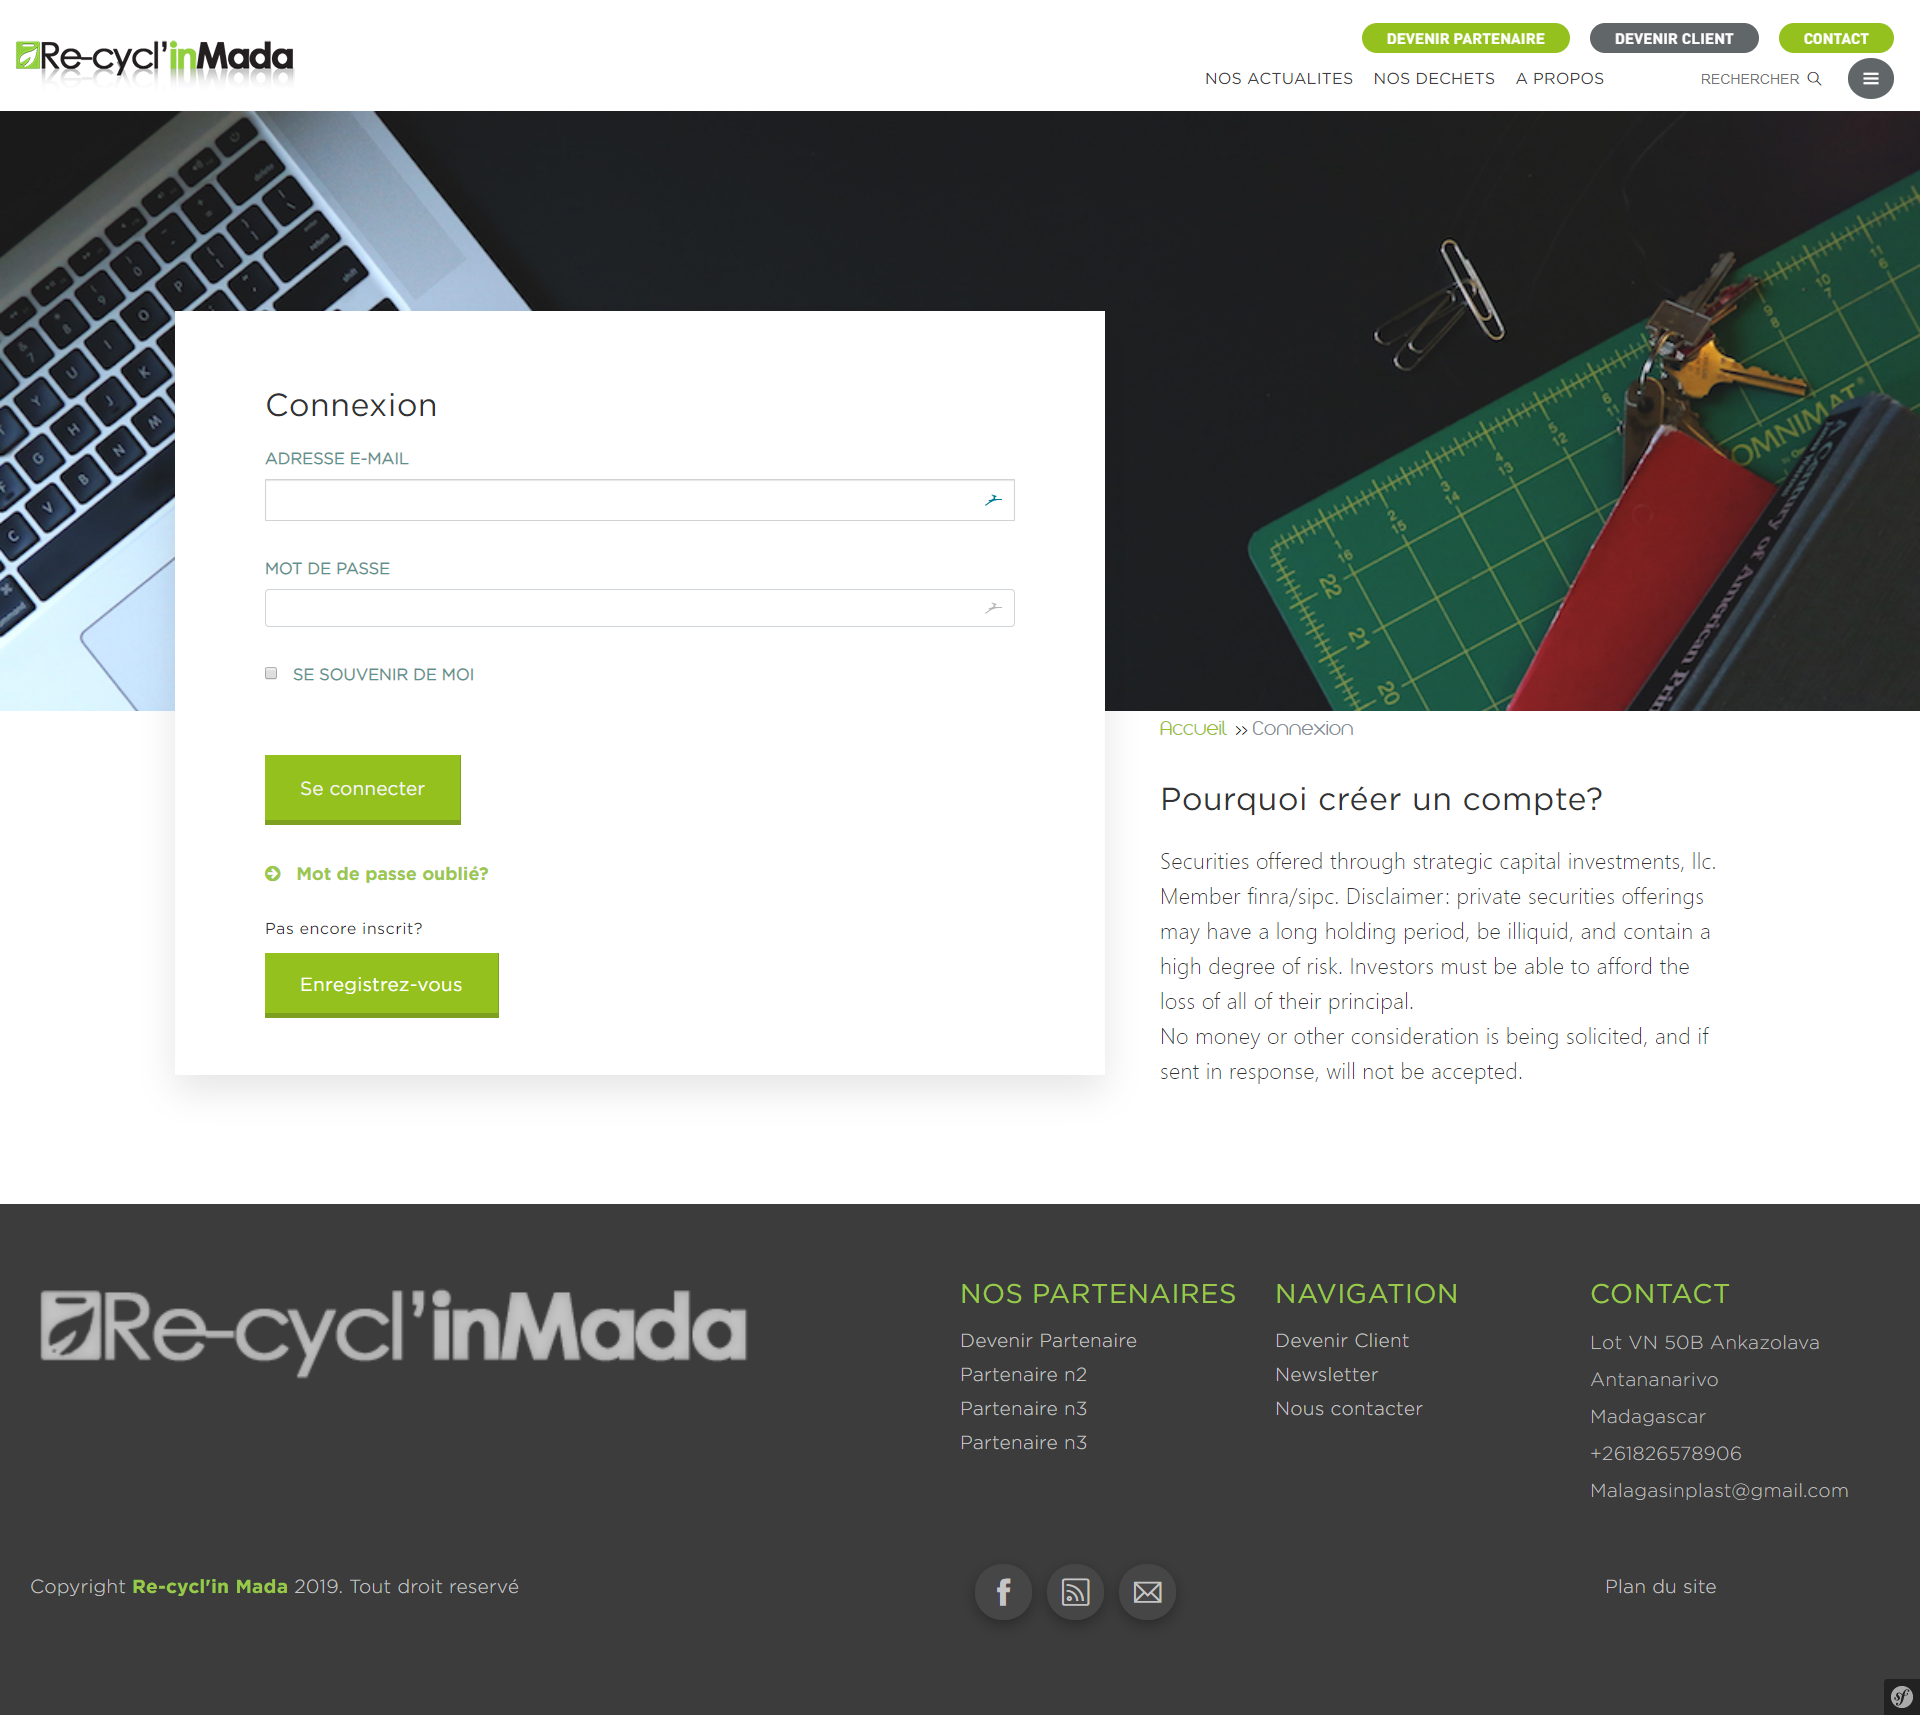 Re-cycl'inMada
DEVENIR PARTENAIRE
DEVENIR CLIENT
CONTACT
NOS ACTUALITES
NOS DECHETS
A PROPOS
RECHERCHER
OMNIMAT
A Century of American Prin
Connexion
ADRESSE E-MAIL
MOT DE PASSE
SE SOUVENIR DE MOI
Se connecter
Mot de passe oublié?
Pas encore inscrit?
Enregistrez-vous
Accueil » Connexion
Pourquoi créer un compte?
Securities offered through strategic capital investments, llc.
Member finra/sipc. Disclaimer: private securities offerings
may have a long holding period, be illiquid, and contain a
high degree of risk. Investors must be able to afford the
loss of all of their principal.
No money or other consideration is being solicited, and if
sent in response, will not be accepted.
Re-cycl'inMada
NOS PARTENAIRES
Devenir Partenaire
Partenaire n2
Partenaire n3
Partenaire n3
NAVIGATION
Devenir Client
Newsletter
Nous contacter
CONTACT
Lot VN 50B Ankazolava
Antananarivo
Madagascar
+261826578906
Malagasinplast@gmail.com
Copyright Re-cycl'in Mada 2019. Tout droit reservé
Plan du site
sf